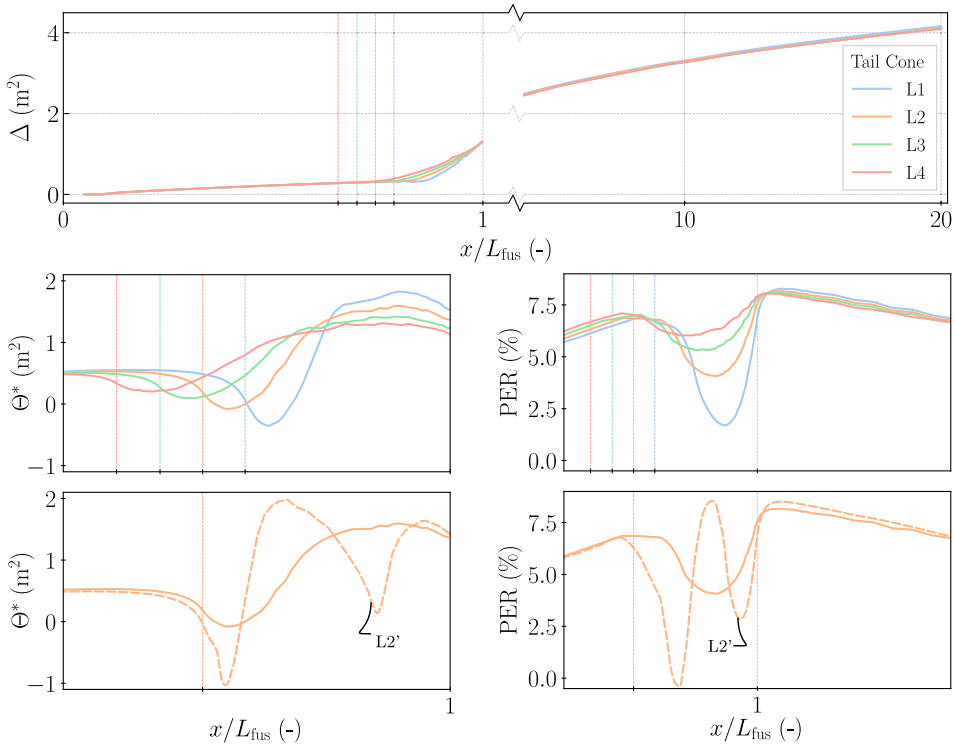 4
2
0
Δ (m²)
0
1
10
20
x/L_fus (-)
Tail Cone
L1
L2
L3
L4
2
1
0
−1
Θ* (m²)
7.5
5.0
2.5
0.0
PER (%)
2
1
0
−1
Θ* (m²)
L2'
1
x/L_fus (-)
7.5
5.0
2.5
0.0
PER (%)
L2'
1
1
x/L_fus (-)